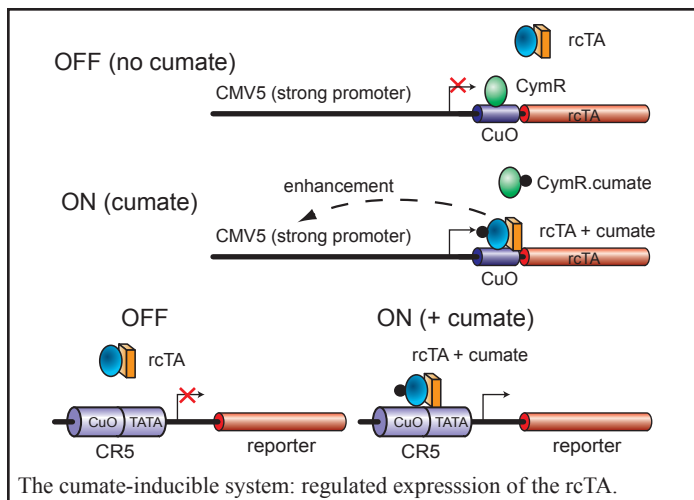 rcTA
OFF (no cumate)
CymR
CMV5 (strong promoter)
rcTA
CuO
CymR.cumate
enhancement
ON (cumate)
rcTA + cumate
CMV5 (strong promoter)
rcTA
CuO
OFF
ON (+ cumate)
rcTA
rcTA + cumate
CuO TATA
CuO TATA
CR5
reporter
CR5
reporter
The cumate-inducible system: regulated expresssion of the rcTA.